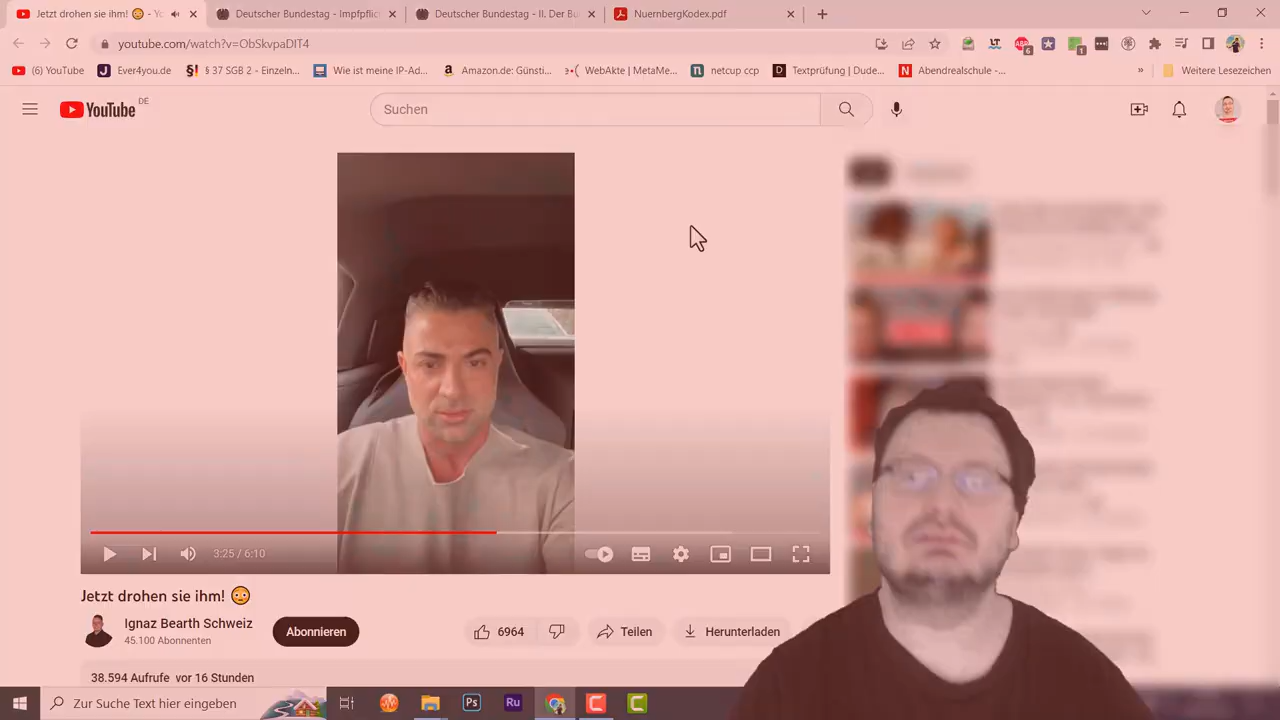 Jetzt drohen sie ihm! 😳 - Yo
Deutscher Bundestag - Impfpflic
Deutscher Bundestag - II. Der Bu
NuernbergKodex.pdf
youtube.com/watch?v=ObSkvpaDIT4
6
1
(6) YouTube
Ever4you.de
§ 37 SGB 2 - Einzeln...
Wie ist meine IP-Ad...
Amazon.de: Günsti...
WebAkte | MetaMe...
netcup ccp
Textprüfung | Dude...
Abendrealschule -...
»
Weitere Lesezeichen
YouTube DE
Suchen
3:25 / 6:10
Jetzt drohen sie ihm! 😳
Ignaz Bearth Schweiz
45.100 Abonnenten
Abonnieren
6964
Teilen
Herunterladen
38.594 Aufrufe vor 16 Stunden
Zur Suche Text hier eingeben
Ps
Ru
C
C